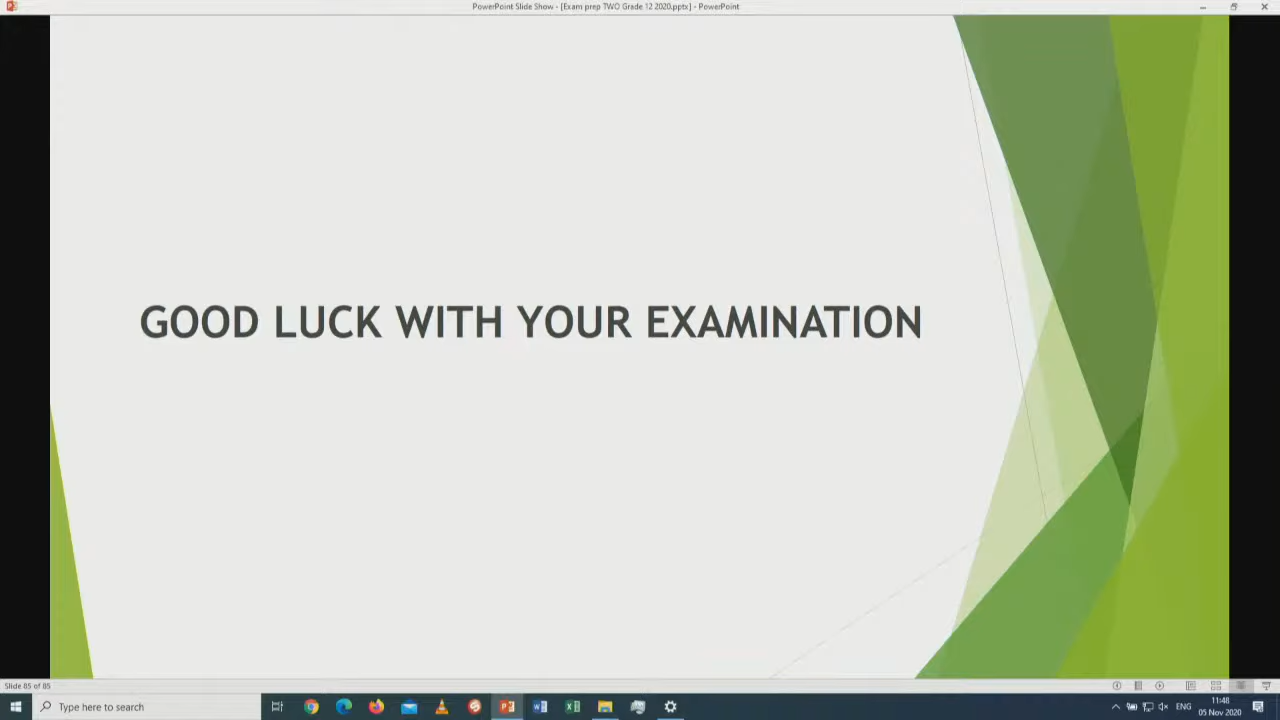 PowerPoint Slide Show - [Exam prep TWO Grade 12 2020.pptx] - PowerPoint
GOOD LUCK WITH YOUR EXAMINATION
Slide 85 of 85
Type here to search
ENG
11:48
05 Nov 2020